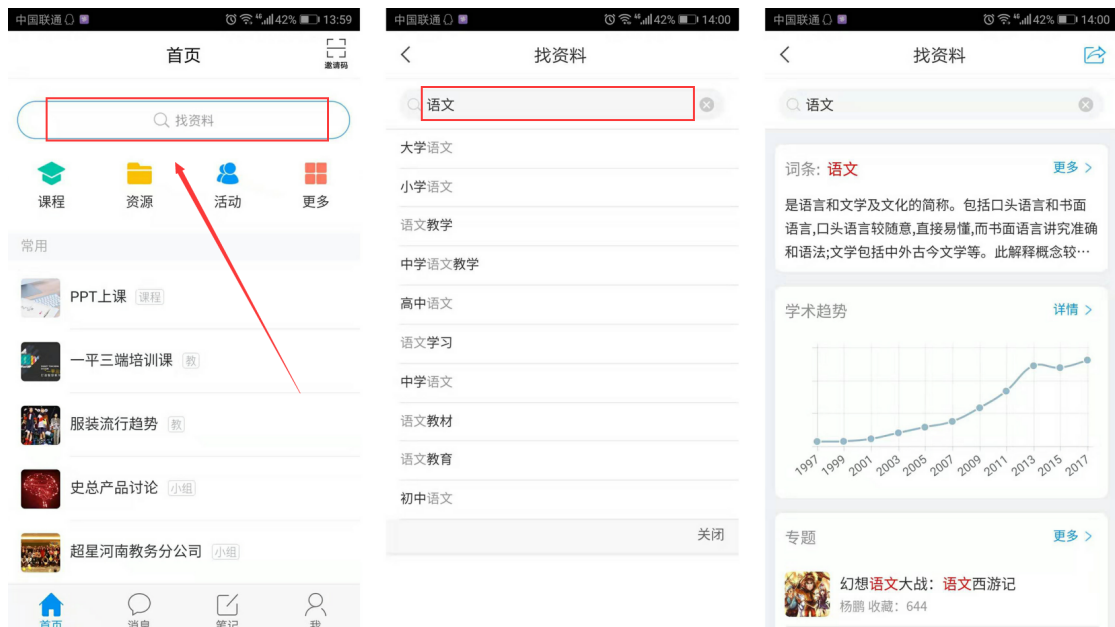 中国联通
42%
13:59
首页
邀请码
找资料
课程
资源
活动
更多
常用
PPT上课 课程
一平三端培训课 教
服装流行趋势 教
史总产品讨论 小组
超星河南教务分公司 小组
首页
消息
笔记
我
中国联通
42%
14:00
找资料
语文
大学语文
小学语文
语文教学
中学语文教学
高中语文
语文学习
中学语文
语文教材
语文教育
初中语文
关闭
中国联通
42%
14:00
找资料
语文
词条: 语文
更多
是语言和文学及文化的简称。包括口头语言和书面
语言,口头语言较随意,直接易懂,而书面语言讲究准确
和语法;文学包括中外古今文学等。此解释概念较…
学术趋势
详情
1997 1999 2001 2003 2005 2007 2009 2011 2013 2015 2017
专题
更多
幻想语文大战：语文西游记
杨鹏 收藏：644